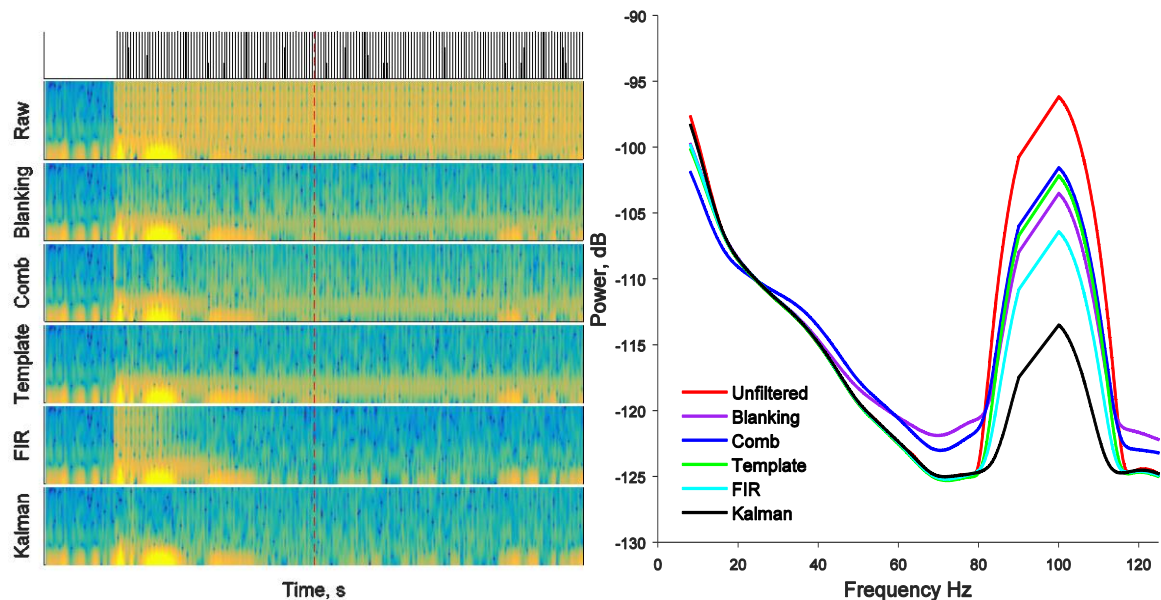 Raw
Blanking
Comb
Template
FIR
Kalman
Time, s
-90
-95
-100
-105
-110
-115
-120
-125
-130
Power, dB
0
20
40
60
80
100
120
Frequency Hz
Unfiltered
Blanking
Comb
Template
FIR
Kalman